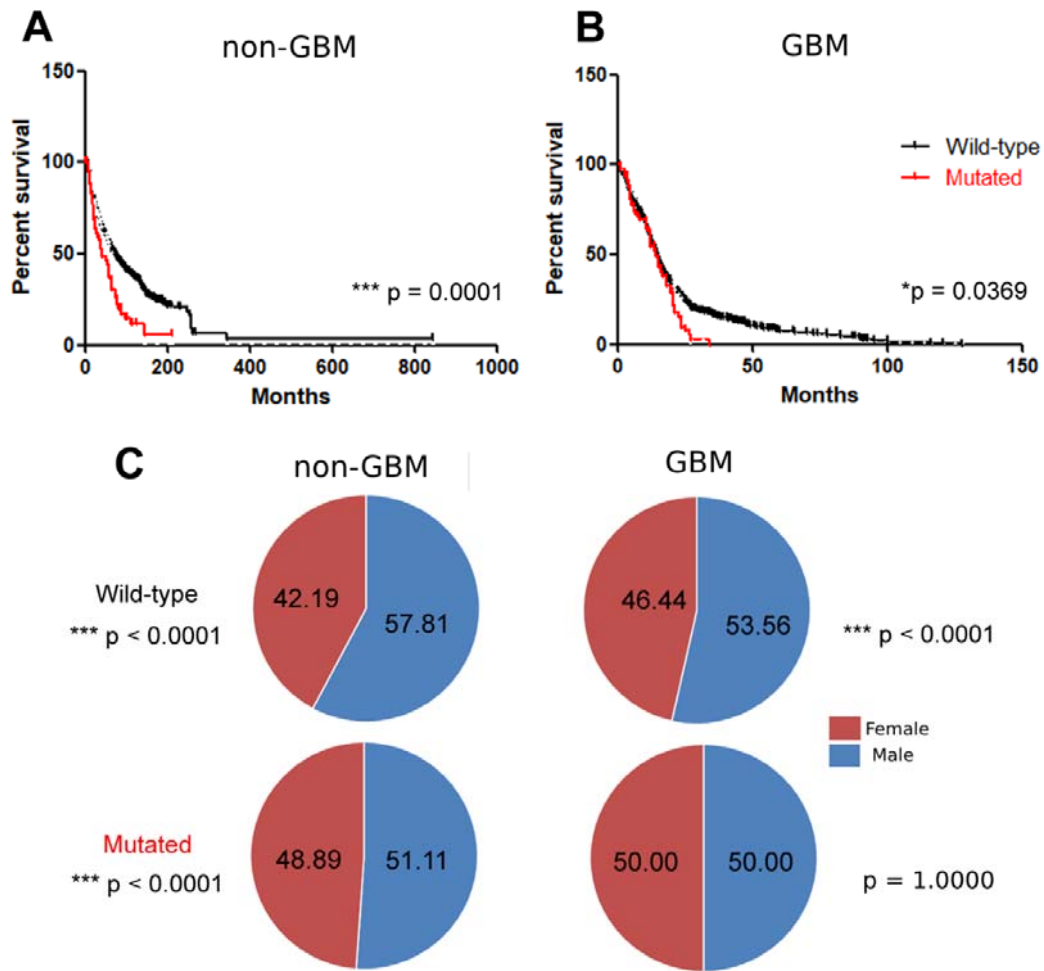 A
non-GBM
150
100
50
0
Percent survival
*** p = 0.0001
0 200 400 600 800 1000
Months
B
GBM
150
100
50
0
Percent survival
Wild-type
Mutated
*p = 0.0369
0 50 100 150
Months
C
non-GBM
GBM
Wild-type
*** p < 0.0001
42.19
57.81
46.44
53.56
*** p < 0.0001
Female
Male
Mutated
*** p < 0.0001
48.89
51.11
50.00
50.00
p = 1.0000